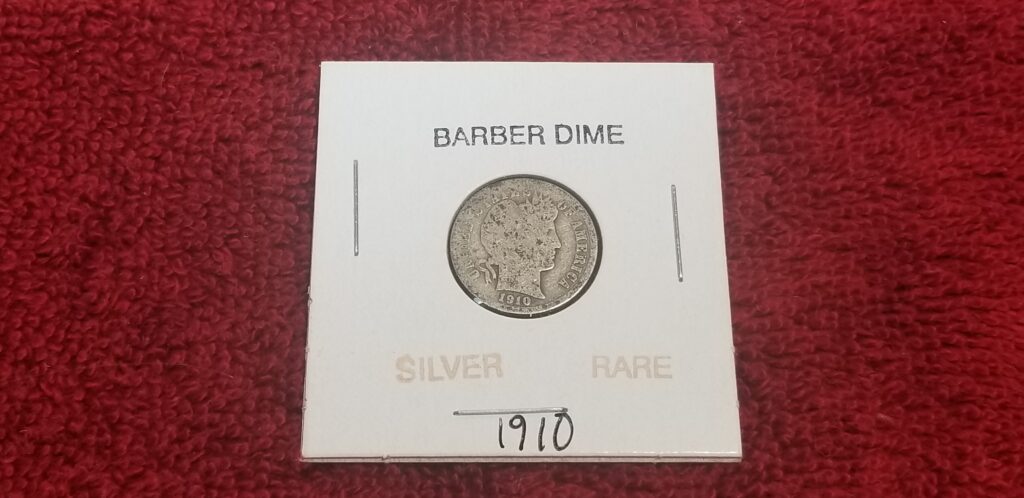 BARBER DIME
OF AMERICA
1910
SILVER RARE
1910